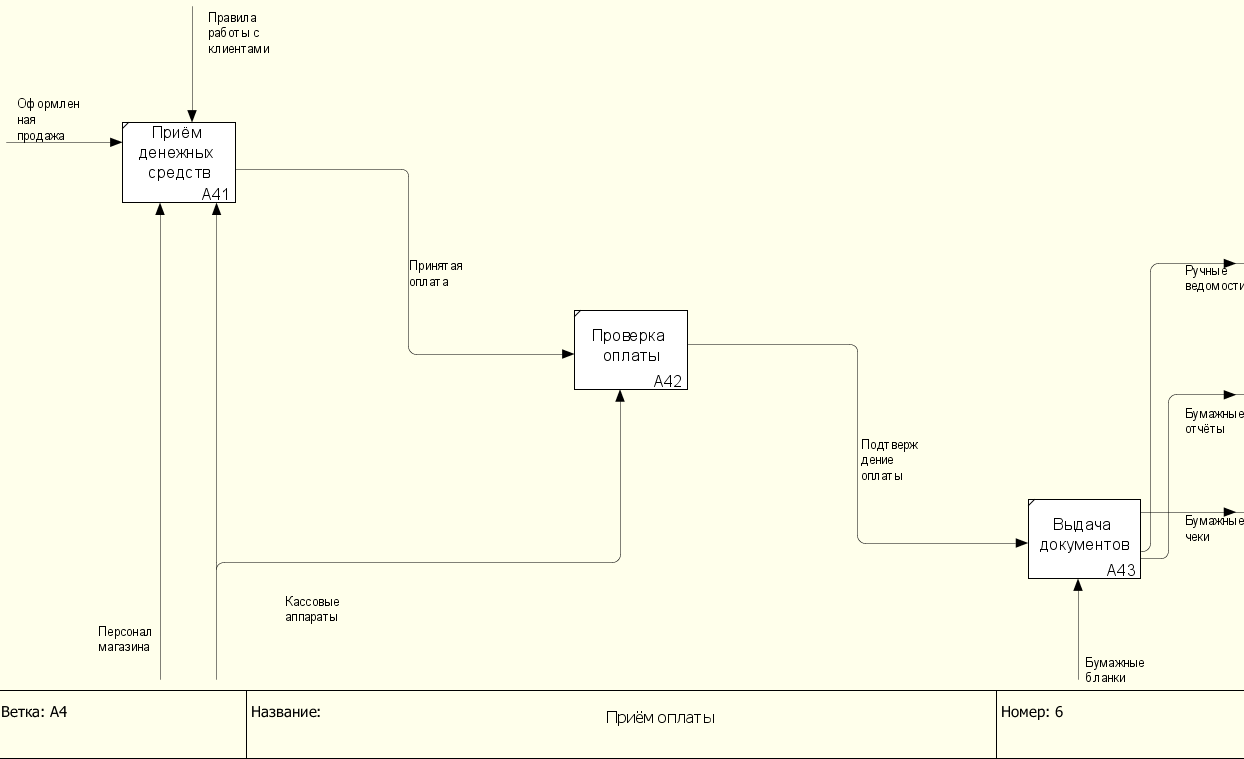 Правила
работы с
клиентами
Оформлен
ная
продажа
Приём
денежных
средств
A41
Принятая
оплата
Ручные
ведомости
Проверка
оплаты
A42
Бумажные
отчёты
Подтверж
дение
оплаты
Выдача
документов
A43
Бумажные
чеки
Кассовые
аппараты
Персонал
магазина
Бумажные
бланки
Ветка: A4
Название:
Приём оплаты
Номер: 6